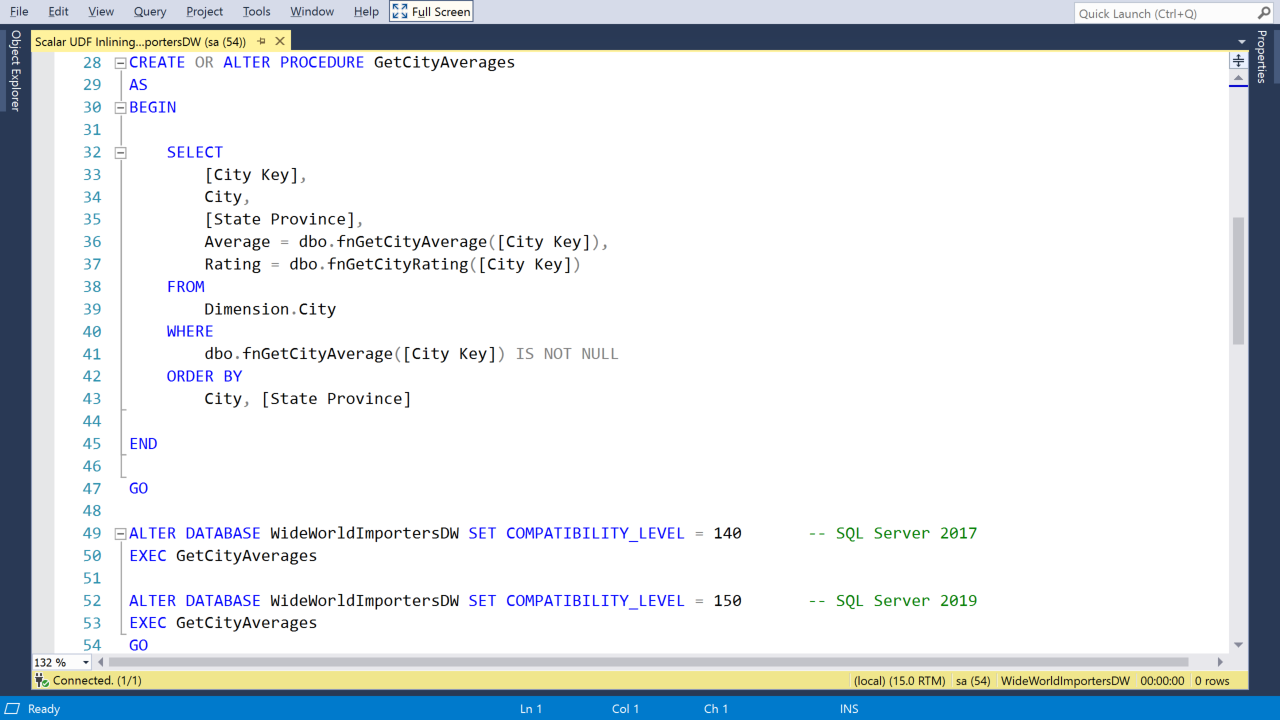 File Edit View Query Project Tools Window Help Full Screen
Quick Launch (Ctrl+Q)
Object Explorer
Scalar UDF Inlining...portersDW (sa (54))
Properties
28 CREATE OR ALTER PROCEDURE GetCityAverages
29 AS
30 BEGIN
31
32 SELECT
33 [City Key],
34 City,
35 [State Province],
36 Average = dbo.fnGetCityAverage([City Key]),
37 Rating = dbo.fnGetCityRating([City Key])
38 FROM
39 Dimension.City
40 WHERE
41 dbo.fnGetCityAverage([City Key]) IS NOT NULL
42 ORDER BY
43 City, [State Province]
44
45 END
46
47 GO
48
49 ALTER DATABASE WideWorldImportersDW SET COMPATIBILITY_LEVEL = 140 -- SQL Server 2017
50 EXEC GetCityAverages
51
52 ALTER DATABASE WideWorldImportersDW SET COMPATIBILITY_LEVEL = 150 -- SQL Server 2019
53 EXEC GetCityAverages
54 GO
132 %
Connected. (1/1) (local) (15.0 RTM) sa (54) WideWorldImportersDW 00:00:00 0 rows
Ready Ln 1 Col 1 Ch 1 INS